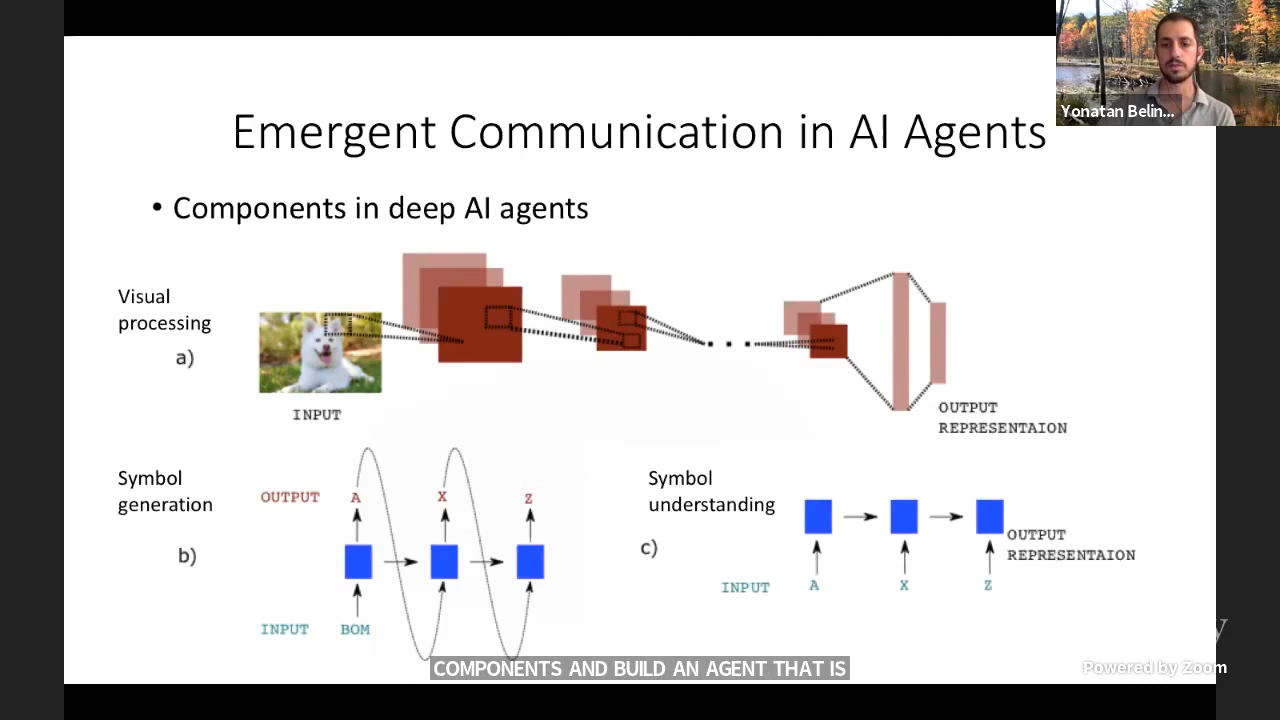 Yonatan Belin...
Emergent Communication in AI Agents
• Components in deep AI agents
Visual
processing
a)
INPUT
OUTPUT
REPRESENTAION
Symbol
generation
b)
OUTPUT A X Z
INPUT BOM
Symbol
understanding
c)
OUTPUT
REPRESENTAION
INPUT A X Z
COMPONENTS AND BUILD AN AGENT THAT IS
Powered by Zoom